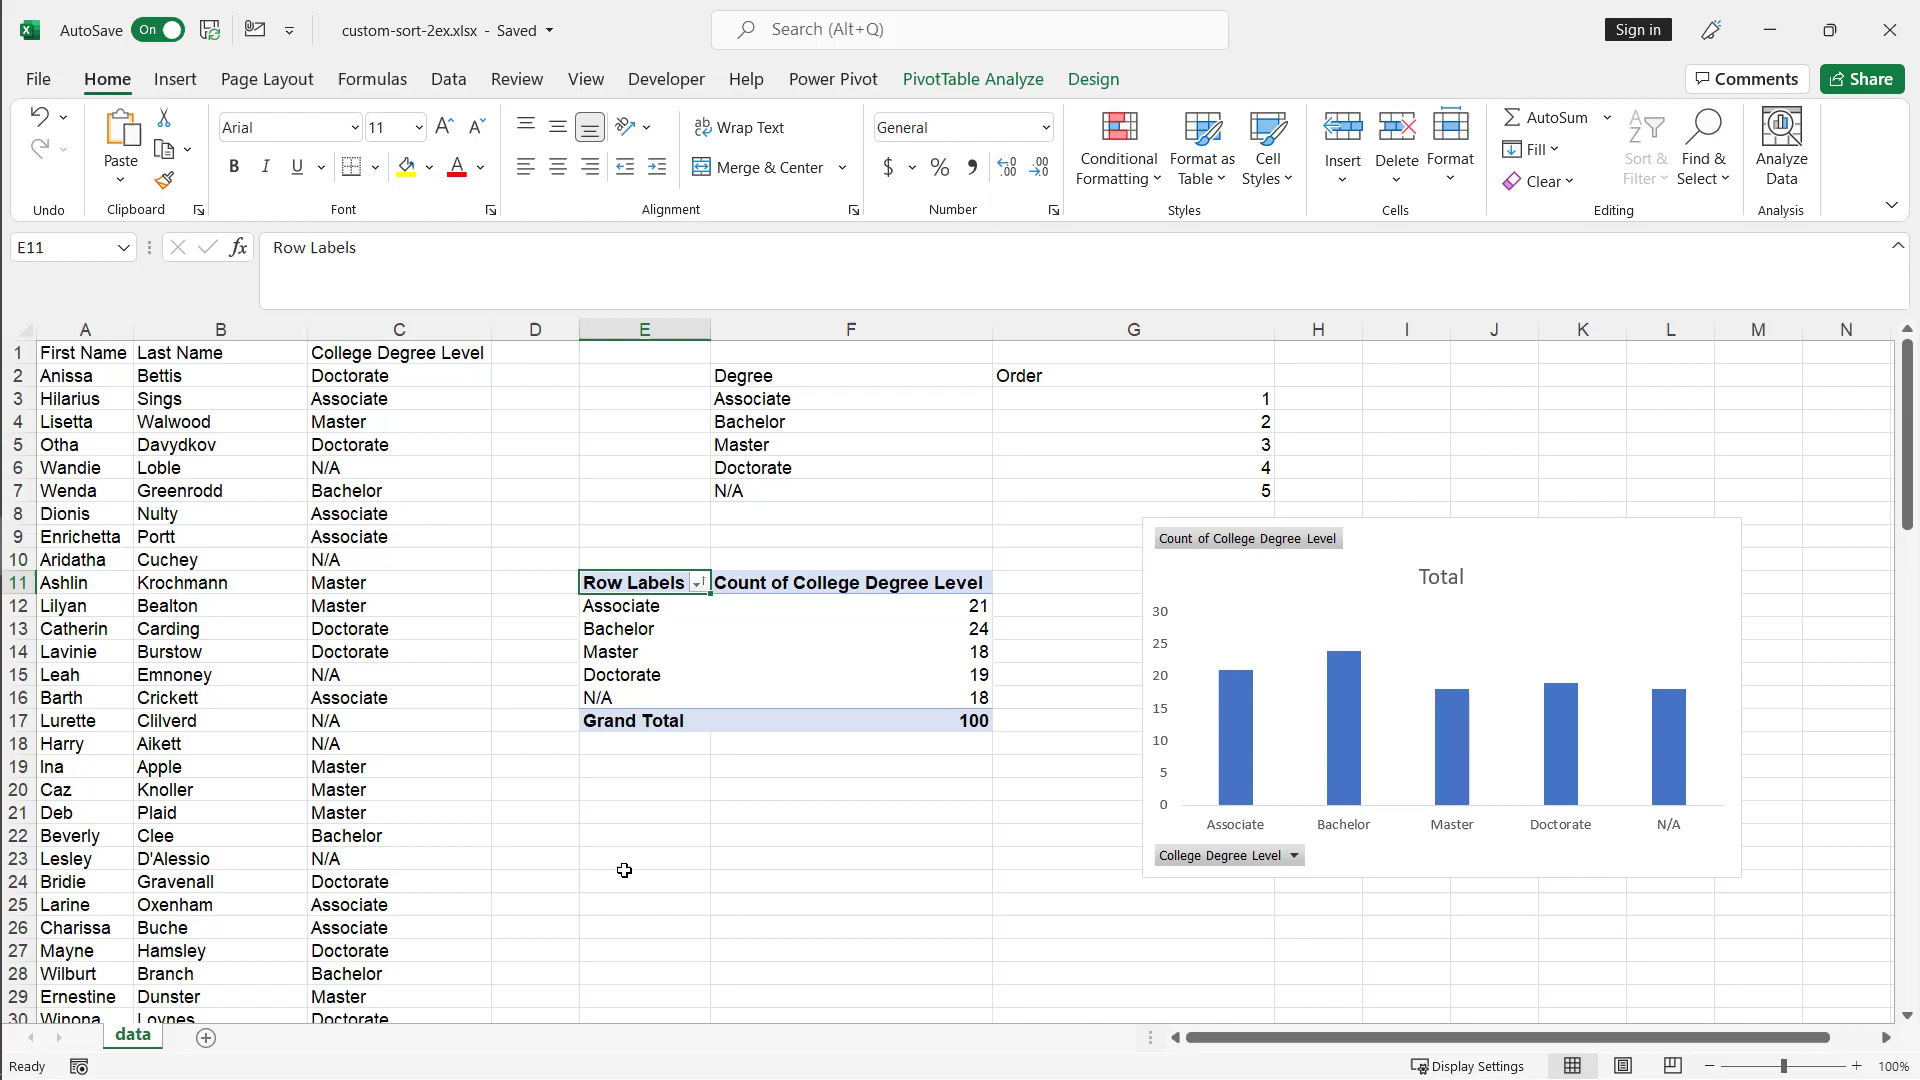 AutoSave On custom-sort-2ex.xlsx - Saved Search (Alt+Q) Sign in
File Home Insert Page Layout Formulas Data Review View Developer Help Power Pivot PivotTable Analyze Design Comments Share
Arial 11 Wrap Text General AutoSum
Paste Conditional Formatting Format as Table Cell Styles Insert Delete Format Fill Sort & Filter Find & Select Analyze Data
B I U Merge & Center $ % Clear
Undo Clipboard Font Alignment Number Styles Cells Editing Analysis
E11 fx Row Labels
A B C D E F G H I J K L M N
1 First Name Last Name College Degree Level
2 Anissa Bettis Doctorate Degree Order
3 Hilarius Sings Associate Associate 1
4 Lisetta Walwood Master Bachelor 2
5 Otha Davydkov Doctorate Master 3
6 Wandie Loble N/A Doctorate 4
7 Wenda Greenrodd Bachelor N/A 5
8 Dionis Nulty Associate
9 Enrichetta Portt Associate
10 Aridatha Cuchey N/A
11 Ashlin Krochmann Master Row Labels Count of College Degree Level
12 Lilyan Bealton Master Associate 21
13 Catherin Carding Doctorate Bachelor 24
14 Lavinie Burstow Doctorate Master 18
15 Leah Emnoney N/A Doctorate 19
16 Barth Crickett Associate N/A 18
17 Lurette Clilverd N/A Grand Total 100
18 Harry Aikett N/A
19 Ina Apple Master
20 Caz Knoller Master
21 Deb Plaid Master
22 Beverly Clee Bachelor
23 Lesley D'Alessio N/A
24 Bridie Gravenall Doctorate
25 Larine Oxenham Associate
26 Charissa Buche Associate
27 Mayne Hamsley Doctorate
28 Wilburt Branch Bachelor
29 Ernestine Dunster Master
30 Winona Loynes Doctorate
Count of College Degree Level
Total
30
25
20
15
10
5
0
Associate Bachelor Master Doctorate N/A
College Degree Level
data
Ready Display Settings 100%